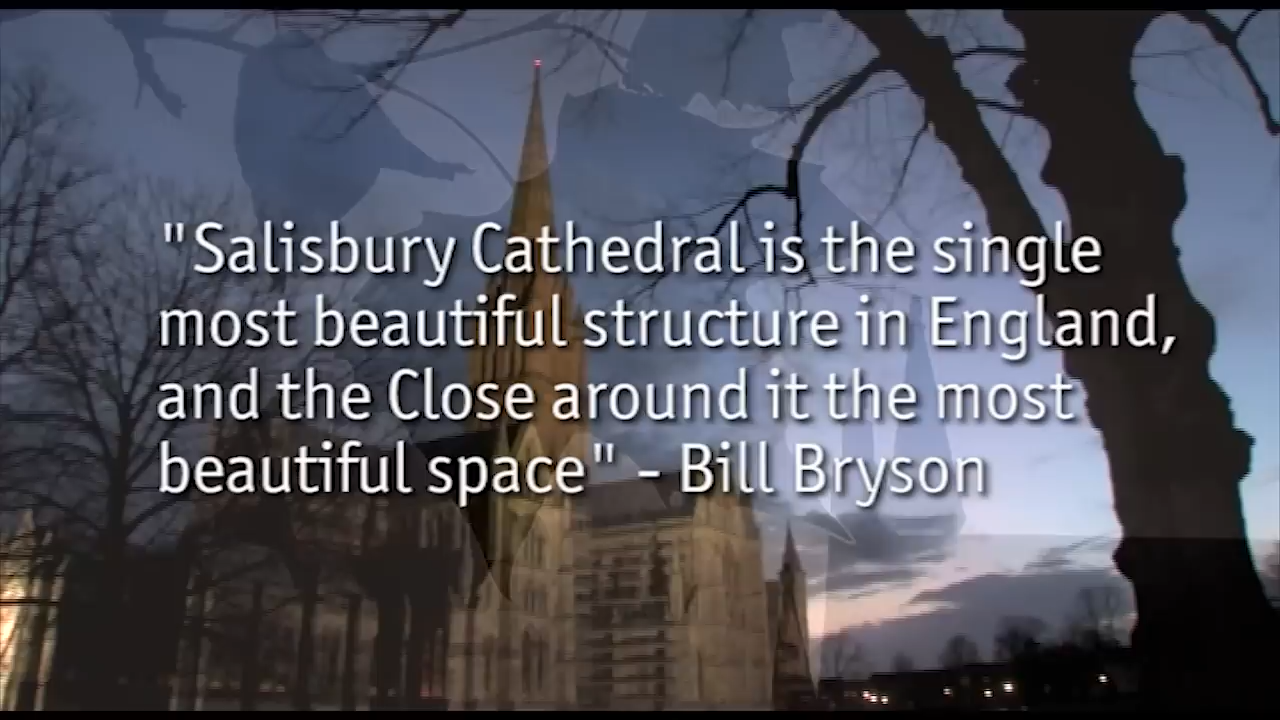 "Salisbury Cathedral is the single
most beautiful structure in England,
and the Close around it the most
beautiful space" - Bill Bryson